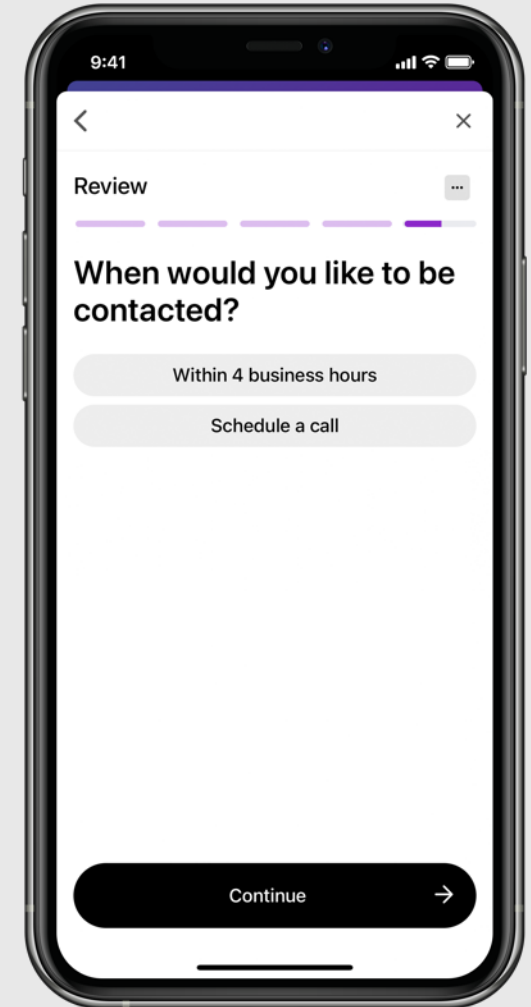 9:41
Review
When would you like to be
contacted?
Within 4 business hours
Schedule a call
Continue